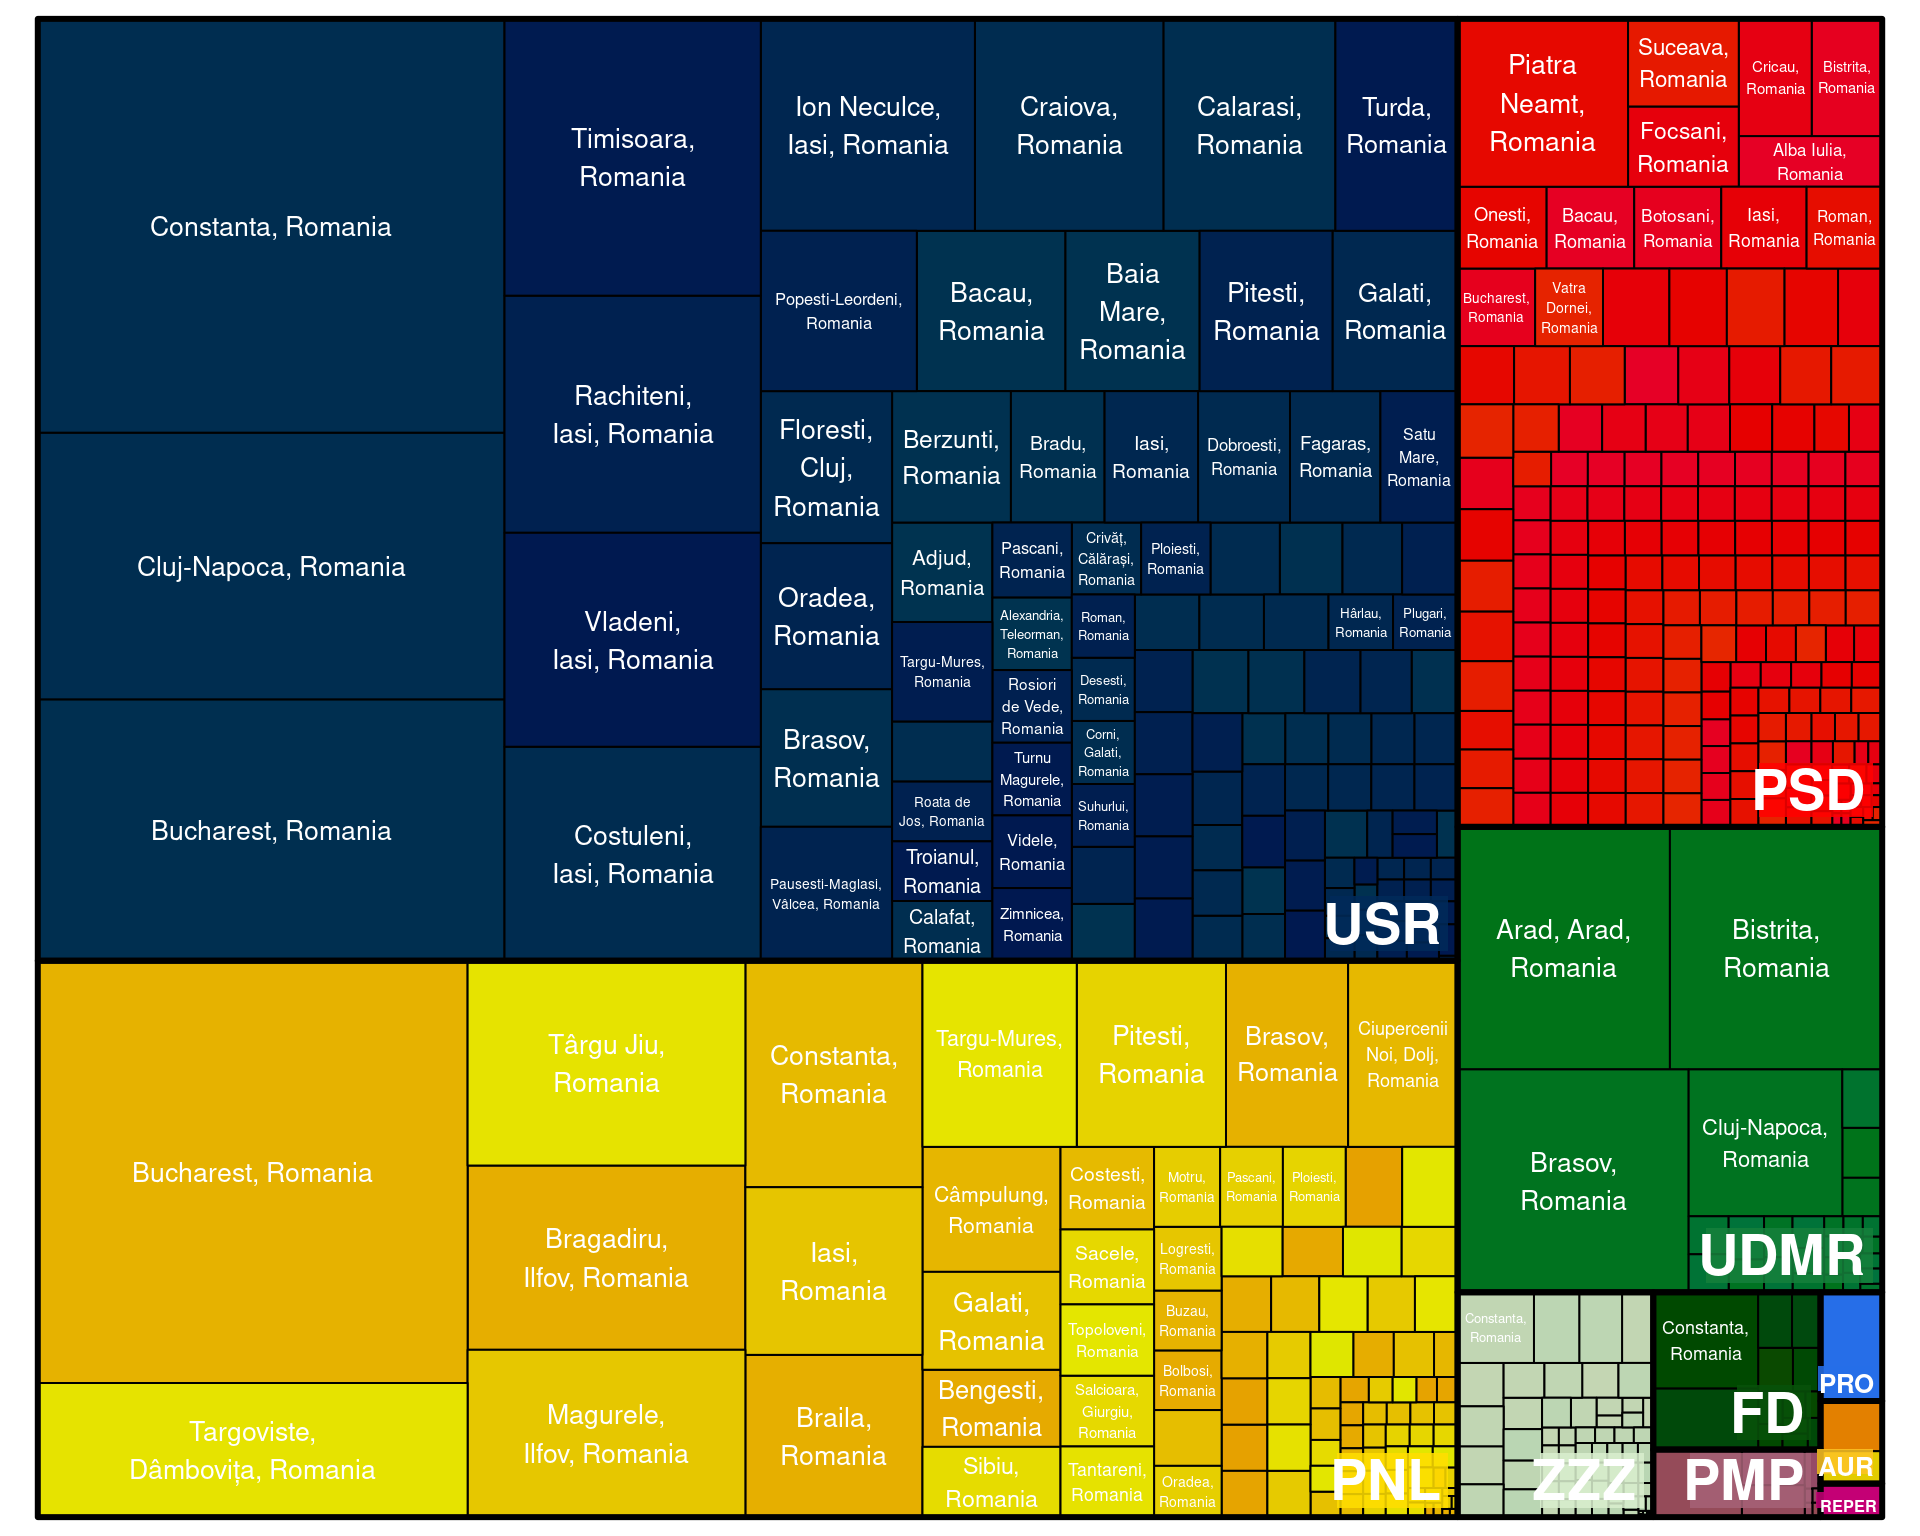 Constanta, Romania
Cluj-Napoca, Romania
Bucharest, Romania
Timisoara,
Romania
Rachiteni,
Iasi, Romania
Vladeni,
Iasi, Romania
Costuleni,
Iasi, Romania
Ion Neculce,
Iasi, Romania
Craiova,
Romania
Calarasi,
Romania
Turda,
Romania
Popesti-Leordeni,
Romania
Bacau,
Romania
Baia
Mare,
Romania
Pitesti,
Romania
Galati,
Romania
Floresti,
Cluj,
Romania
Oradea,
Romania
Brasov,
Romania
Pausesti-Maglasi,
Vâlcea, Romania
Berzunti,
Romania
Bradu,
Romania
Iasi,
Romania
Dobroesti,
Romania
Fagaras,
Romania
Satu
Mare,
Romania
Adjud,
Romania
Targu-Mures,
Romania
Roata de
Jos, Romania
Troianul,
Romania
Calafat,
Romania
Pascani,
Romania
Alexandria,
Teleorman,
Romania
Rosiori
de Vede,
Romania
Turnu
Magurele,
Romania
Videle,
Romania
Zimnicea,
Romania
Crivăț,
Călărași,
Romania
Ploiesti,
Romania
Roman,
Romania
Desesti,
Romania
Corni,
Galati,
Romania
Suhurlui,
Romania
Hârlau,
Romania
Plugari,
Romania
USR
Bucharest, Romania
Targoviste,
Dâmbovița, Romania
Târgu Jiu,
Romania
Bragadiru,
Ilfov, Romania
Magurele,
Ilfov, Romania
Constanta,
Romania
Iasi,
Romania
Braila,
Romania
Targu-Mures,
Romania
Pitesti,
Romania
Brasov,
Romania
Ciupercenii
Noi, Dolj,
Romania
Câmpulung,
Romania
Galati,
Romania
Bengesti,
Romania
Sibiu,
Romania
Costesti,
Romania
Sacele,
Romania
Topoloveni,
Romania
Salcioara,
Giurgiu,
Romania
Tantareni,
Romania
Motru,
Romania
Pascani,
Romania
Ploiesti,
Romania
Logresti,
Romania
Buzau,
Romania
Bolbosi,
Romania
Oradea,
Romania
PNL
Piatra
Neamt,
Romania
Suceava,
Romania
Focsani,
Romania
Cricau,
Romania
Bistrita,
Romania
Alba Iulia,
Romania
Onesti,
Romania
Bacau,
Romania
Botosani,
Romania
Iasi,
Romania
Roman,
Romania
Bucharest,
Romania
Vatra
Dornei,
Romania
PSD
Arad, Arad,
Romania
Bistrita,
Romania
Brasov,
Romania
Cluj-Napoca,
Romania
UDMR
Constanta,
Romania
ZZZ
Constanta,
Romania
FD
PMP
PRO
AUR
REPER